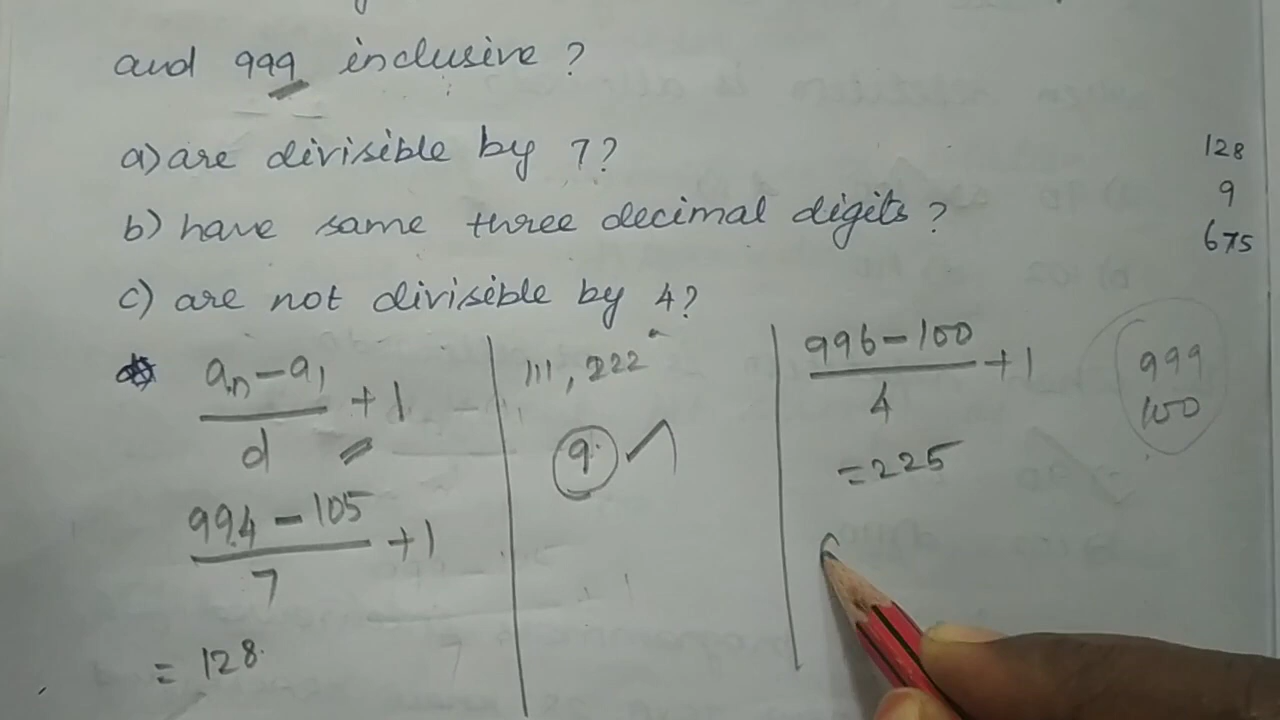 and 999 inclusive ?
a) are divisible by 7?
b) have same three decimal digits ?
c) are not divisible by 4?
128
9
675
aₙ - a₁ / d + 1
994 - 105 / 7 + 1
= 128
111, 222
9
996 - 100 / 4 + 1
= 225
999
100